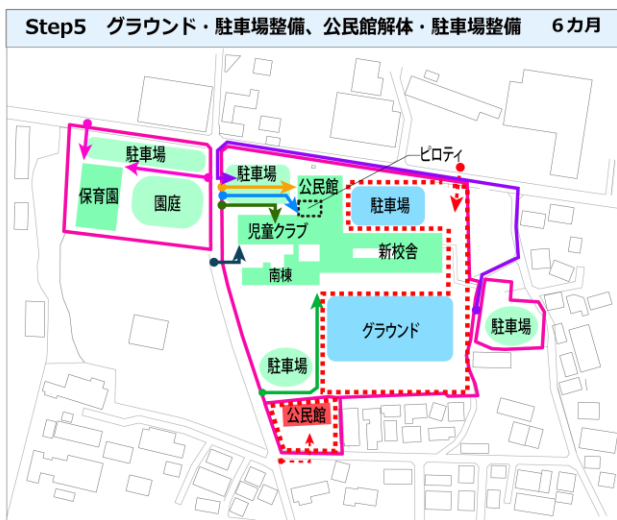 Step5 グラウンド・駐車場整備、公民館解体・駐車場整備 6カ月
ピロティ
駐車場
駐車場
公民館
保育園
園庭
駐車場
児童クラブ
新校舎
南棟
グラウンド
駐車場
駐車場
公民館